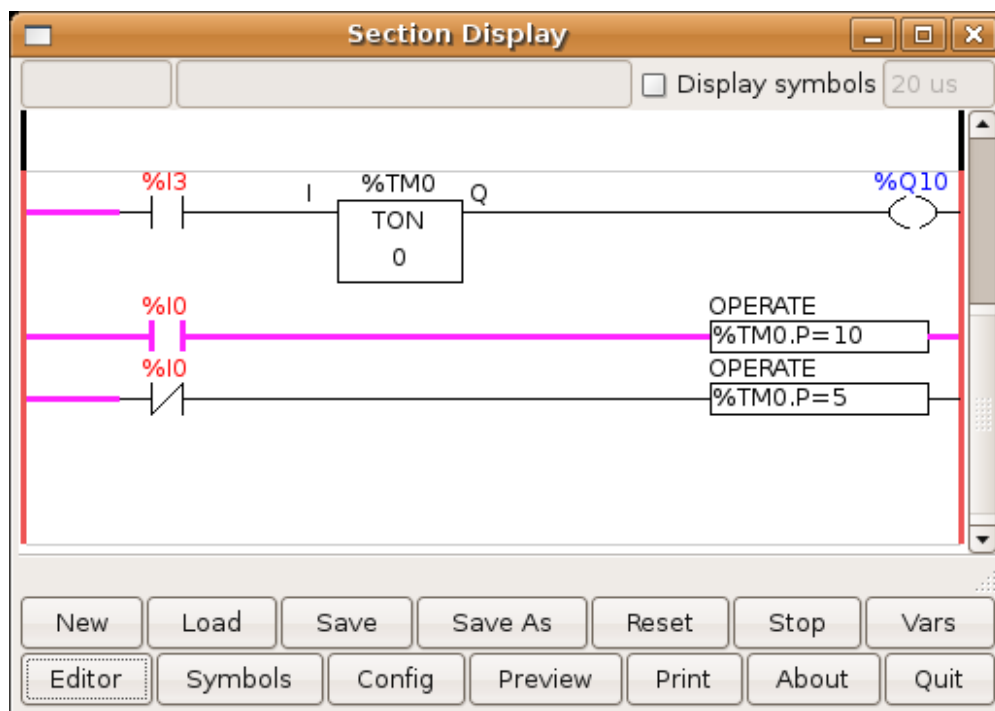 Section Display
Display symbols 20 us
%I3 I %TM0 Q %Q10
TON
0
%I0 OPERATE
%TM0.P=10
%I0 OPERATE
%TM0.P=5
New Load Save Save As Reset Stop Vars
Editor Symbols Config Preview Print About Quit